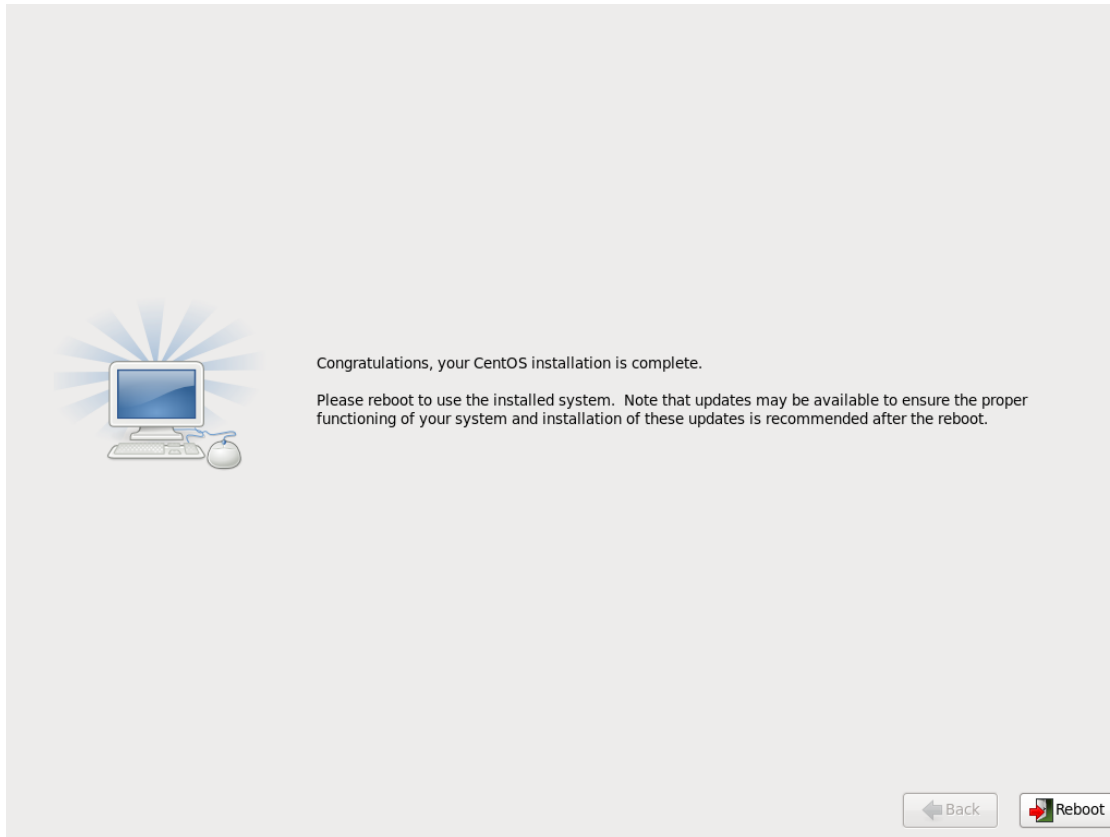 Congratulations, your CentOS installation is complete.
Please reboot to use the installed system.  Note that updates may be available to ensure the proper
functioning of your system and installation of these updates is recommended after the reboot.
Back
Reboot